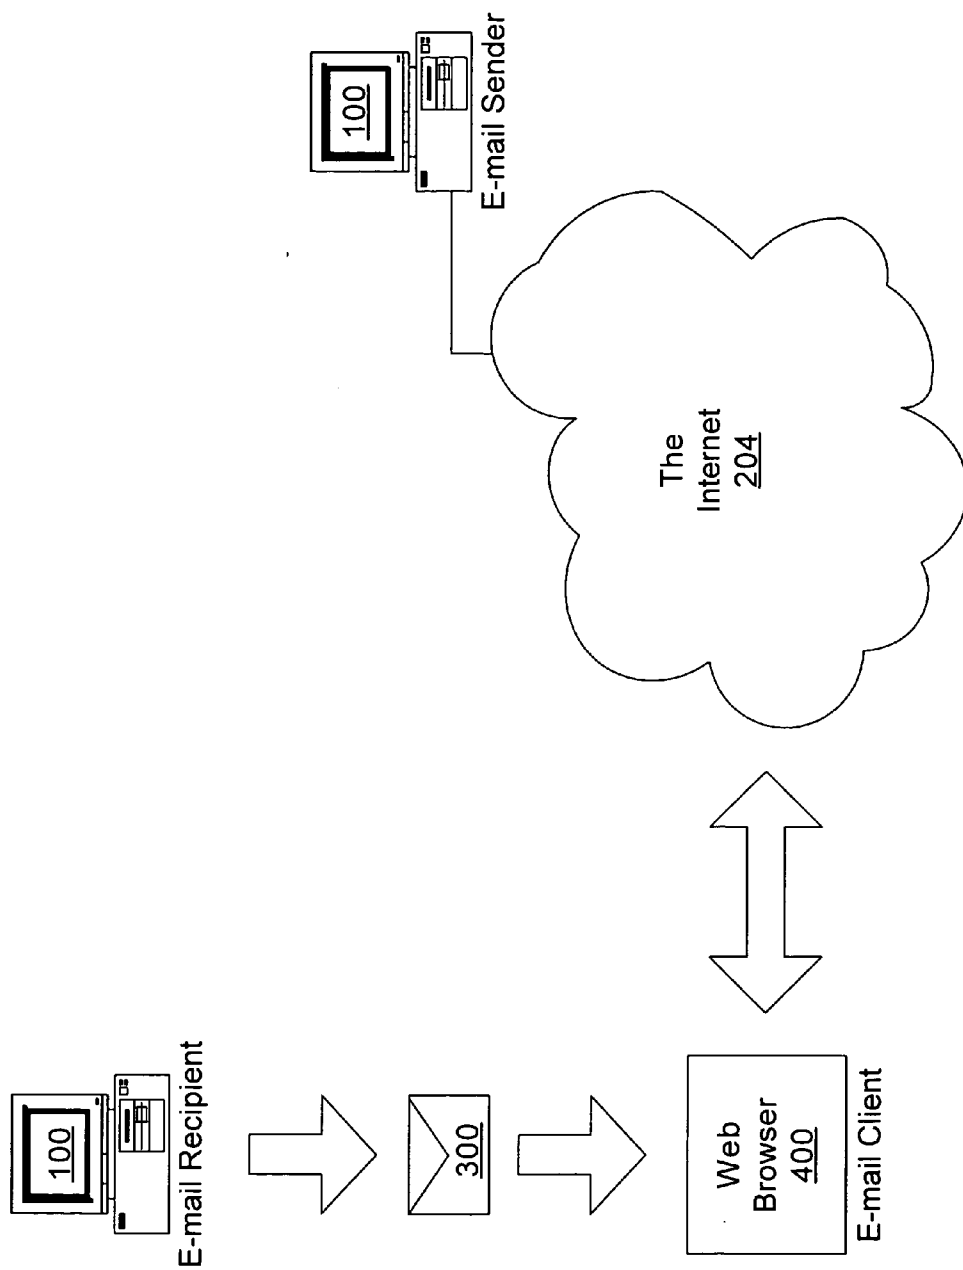 100
E-mail Recipient
300
Web
Browser
400
E-mail Client
100
E-mail Sender
The
Internet
204